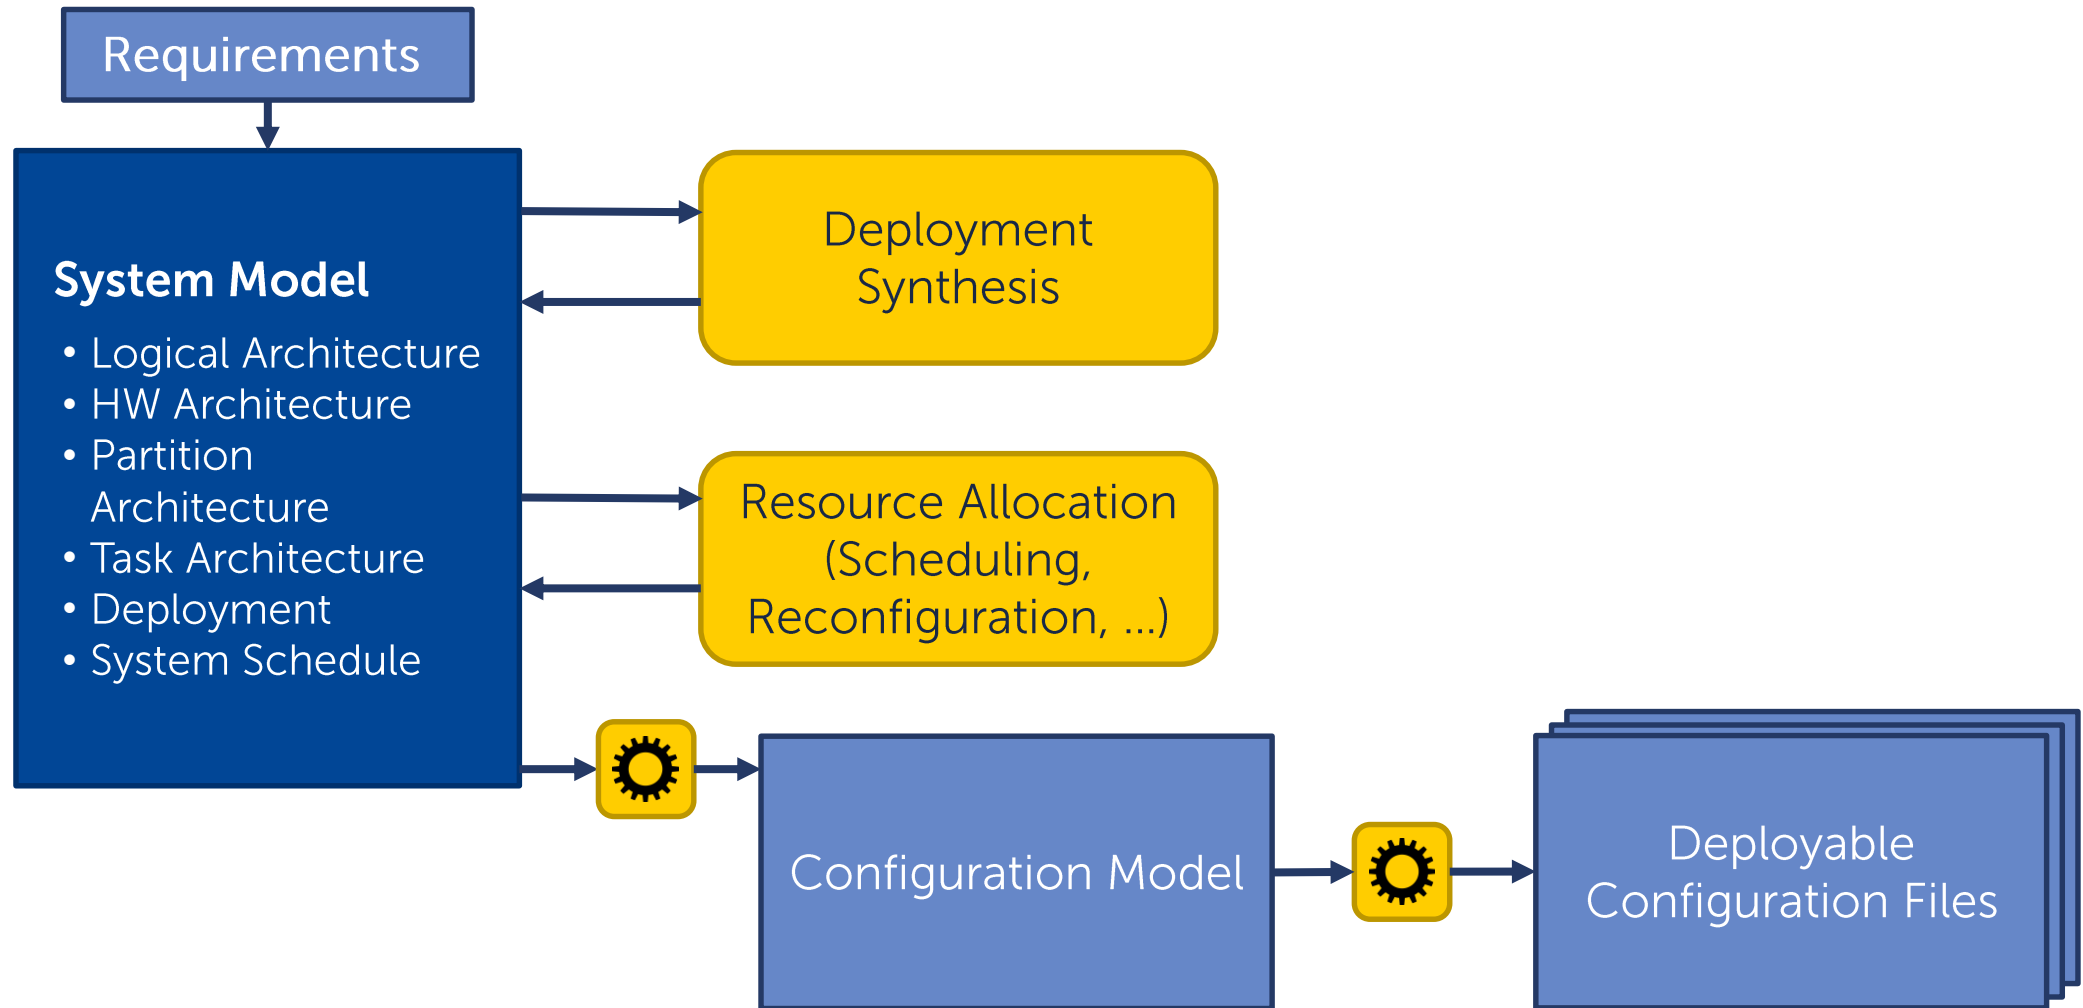 Requirements
System Model
• Logical Architecture
• HW Architecture
• Partition
Architecture
• Task Architecture
• Deployment
• System Schedule
Deployment
Synthesis
Resource Allocation
(Scheduling,
Reconfiguration, ...)
Configuration Model
Deployable
Configuration Files